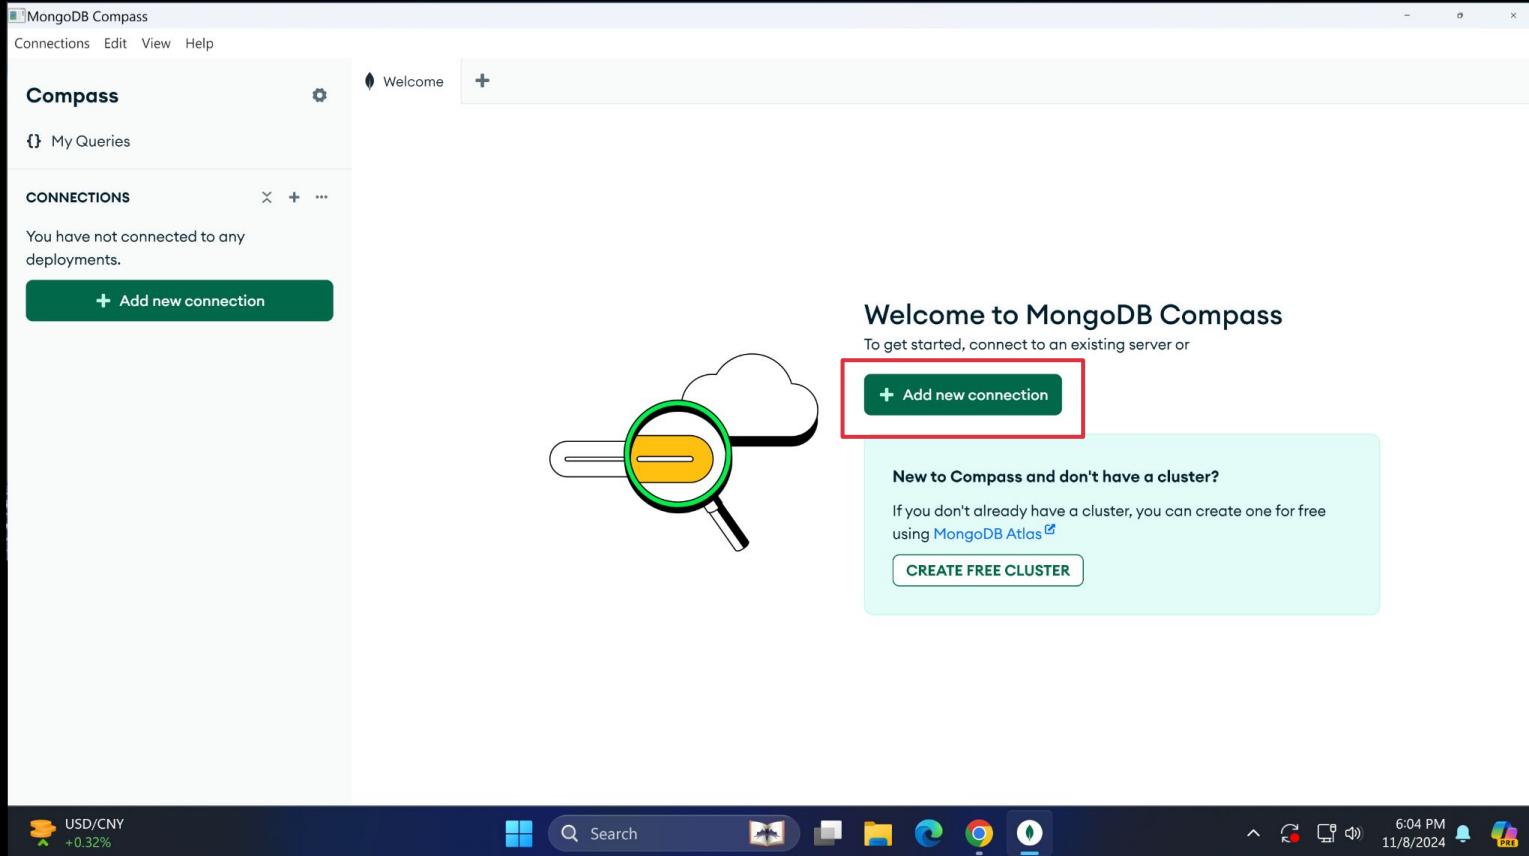 MongoDB Compass
Connections Edit View Help
Compass
{} My Queries
CONNECTIONS
You have not connected to any
deployments.
+ Add new connection
Welcome
Welcome to MongoDB Compass
To get started, connect to an existing server or
+ Add new connection
New to Compass and don't have a cluster?
If you don't already have a cluster, you can create one for free
using MongoDB Atlas
CREATE FREE CLUSTER
USD/CNY
+0.32%
Search
6:04 PM
11/8/2024
PRE